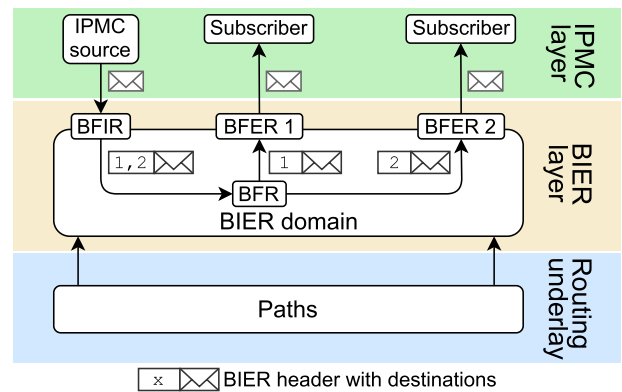 IPMC
source
Subscriber
Subscriber
IPMC
layer
BFIR
BFER 1
BFER 2
1,2
1
2
BFR
BIER domain
BIER
layer
Paths
Routing
underlay
x
BIER header with destinations